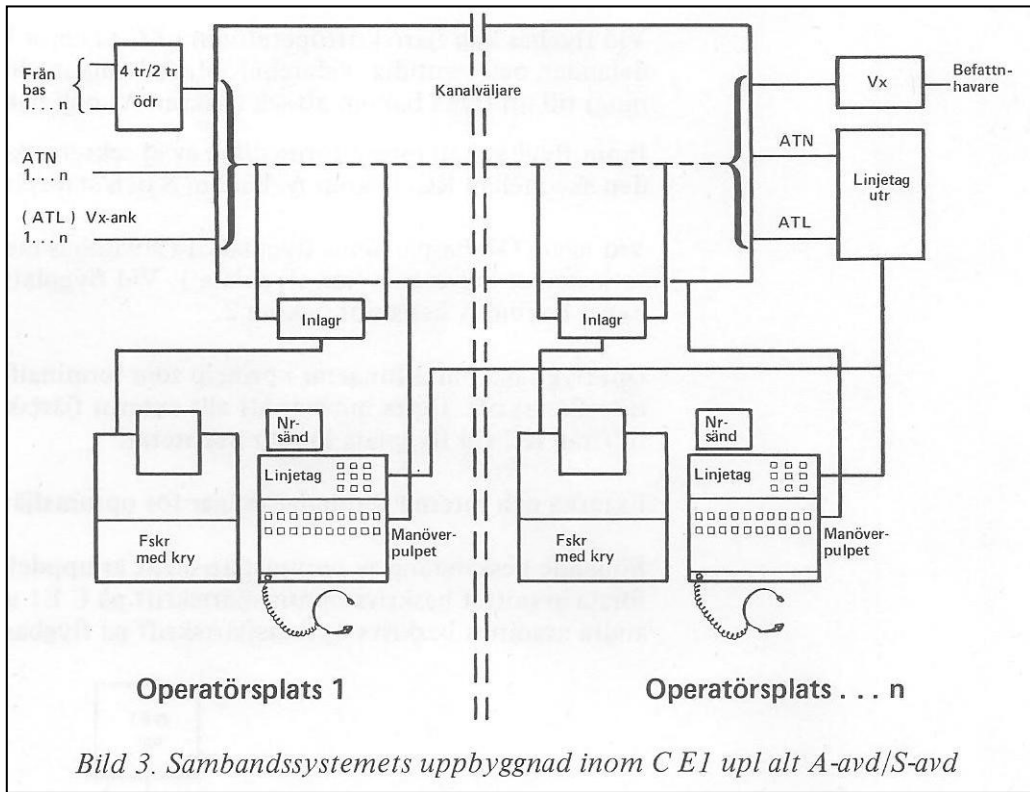 Från
bas
1...n
4 tr/2 tr
ödr
ATN
1...n
(ATL) Vx-ank
1...n
Kanalväljare
Vx
Befattn-
havare
ATN
ATL
Linjetag
utr
Inlagr
Nr-
sänd
Linjetag
Fskr
med kry
Manöver-
pulpet
Inlagr
Nr-
sänd
Linjetag
Fskr
med kry
Manöver-
pulpet
Operatörsplats 1
Operatörsplats . . . n
Bild 3. Sambandssystemets uppbyggnad inom C E1 upl alt A-avd/S-avd